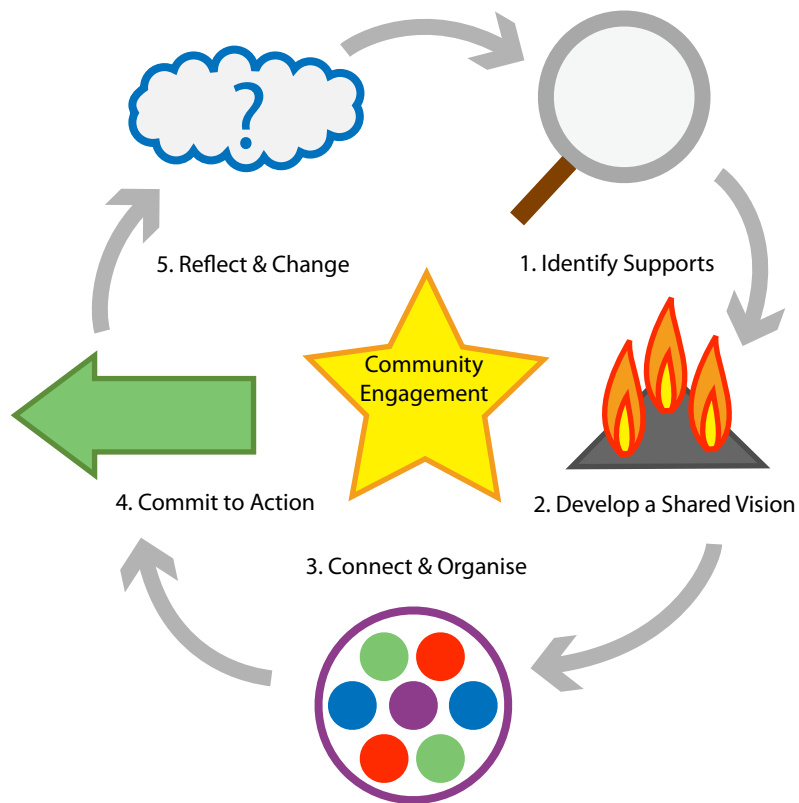 ?
5. Reflect & Change
1. Identify Supports
Community
Engagement
4. Commit to Action
2. Develop a Shared Vision
3. Connect & Organise